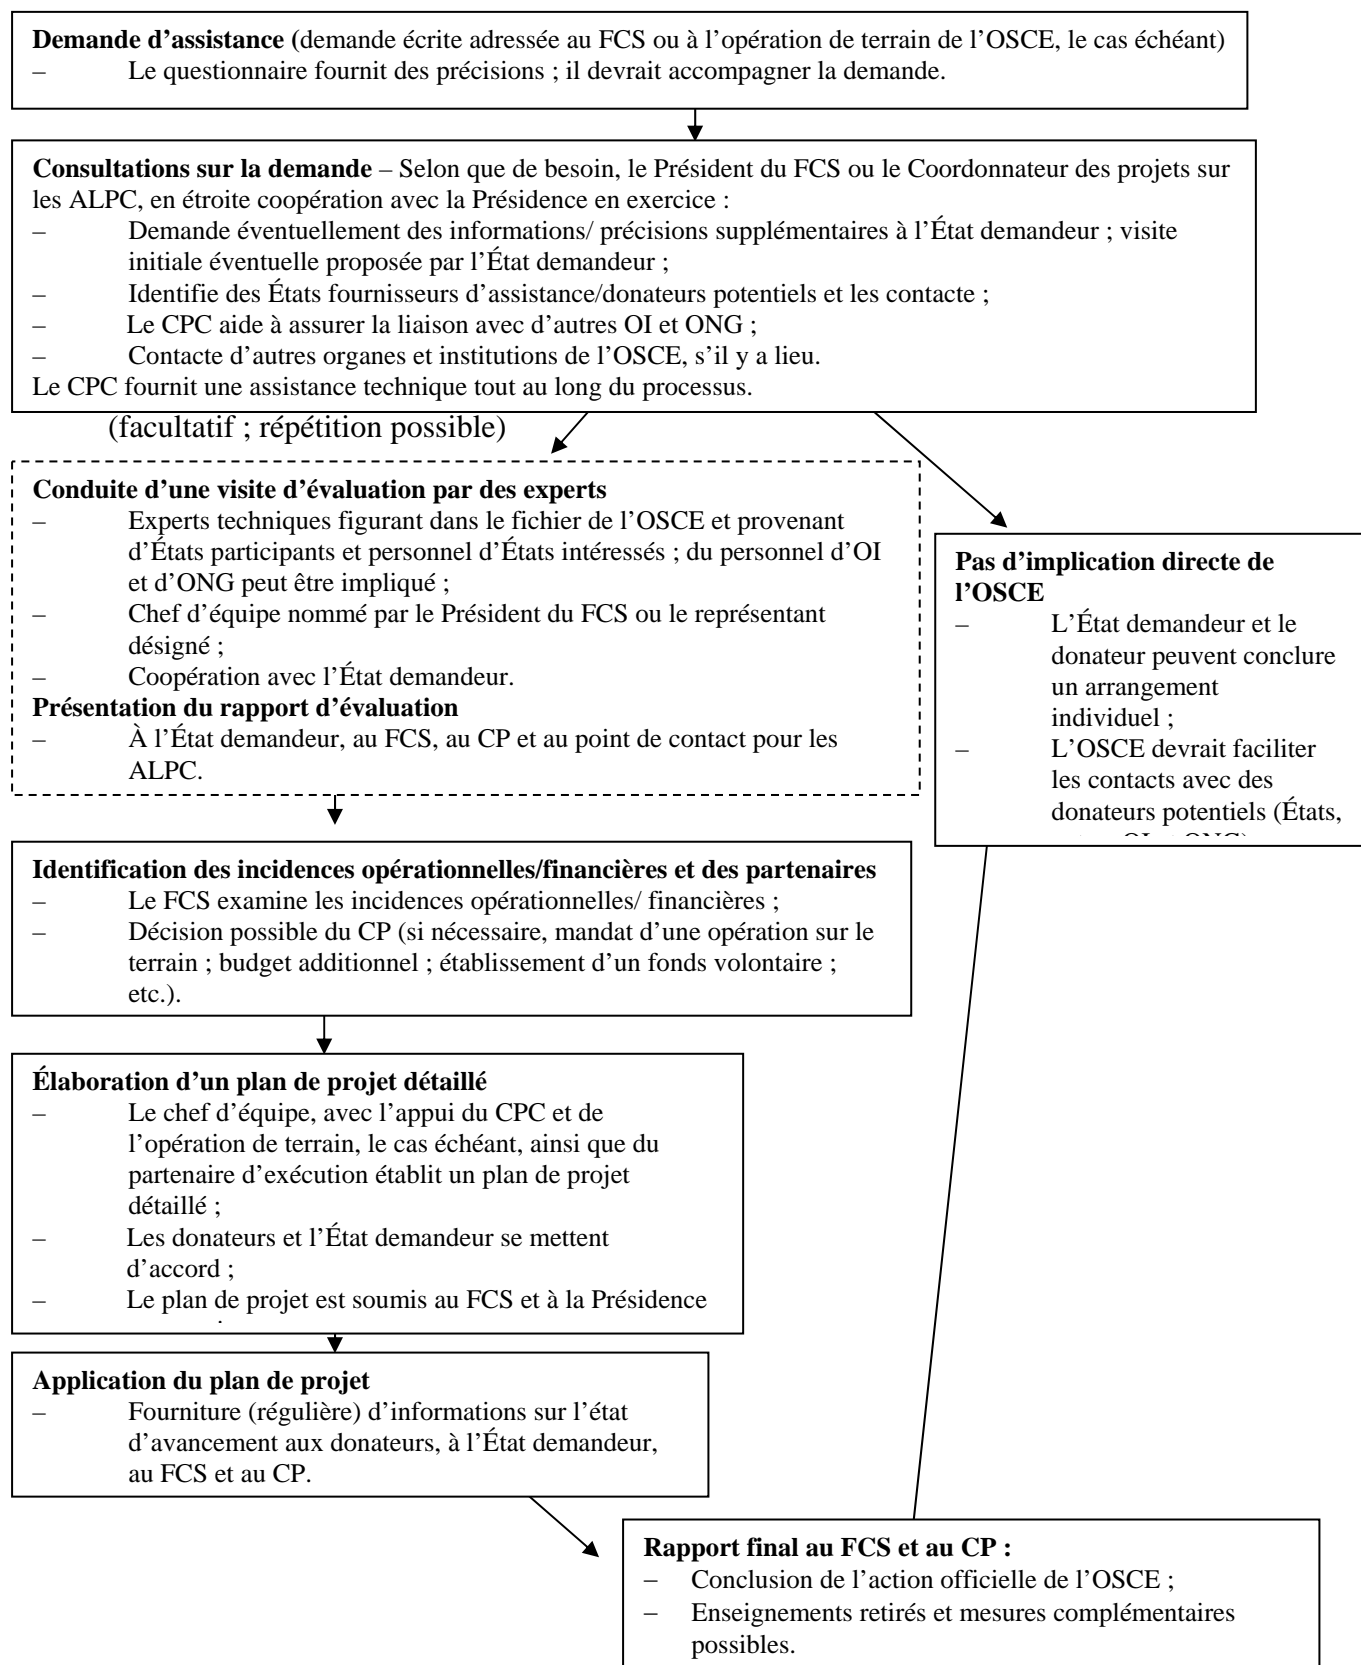 Demande d’assistance (demande écrite adressée au FCS ou à l’opération de terrain de l’OSCE, le cas échéant)
– Le questionnaire fournit des précisions ; il devrait accompagner la demande.
Consultations sur la demande – Selon que de besoin, le Président du FCS ou le Coordonnateur des projets sur
les ALPC, en étroite coopération avec la Présidence en exercice :
– Demande éventuellement des informations/ précisions supplémentaires à l’État demandeur ; visite
initiale éventuelle proposée par l’État demandeur ;
– Identifie des États fournisseurs d’assistance/donateurs potentiels et les contacte ;
– Le CPC aide à assurer la liaison avec d’autres OI et ONG ;
– Contacte d’autres organes et institutions de l’OSCE, s’il y a lieu.
Le CPC fournit une assistance technique tout au long du processus.
(facultatif ; répétition possible)
Conduite d’une visite d’évaluation par des experts
– Experts techniques figurant dans le fichier de l’OSCE et provenant
d’États participants et personnel d’États intéressés ; du personnel d’OI
et d’ONG peut être impliqué ;
– Chef d’équipe nommé par le Président du FCS ou le représentant
désigné ;
– Coopération avec l’État demandeur.
Présentation du rapport d’évaluation
– À l’État demandeur, au FCS, au CP et au point de contact pour les
ALPC.
Pas d’implication directe de
l’OSCE
– L’État demandeur et le
donateur peuvent conclure
un arrangement
individuel ;
– L’OSCE devrait faciliter
les contacts avec des
donateurs potentiels (États,
Identification des incidences opérationnelles/financières et des partenaires
– Le FCS examine les incidences opérationnelles/ financières ;
– Décision possible du CP (si nécessaire, mandat d’une opération sur le
terrain ; budget additionnel ; établissement d’un fonds volontaire ;
etc.).
Élaboration d’un plan de projet détaillé
– Le chef d’équipe, avec l’appui du CPC et de
l’opération de terrain, le cas échéant, ainsi que du
partenaire d’exécution établit un plan de projet
détaillé ;
– Les donateurs et l’État demandeur se mettent
d’accord ;
– Le plan de projet est soumis au FCS et à la Présidence
Application du plan de projet
– Fourniture (régulière) d’informations sur l’état
d’avancement aux donateurs, à l’État demandeur,
au FCS et au CP.
Rapport final au FCS et au CP :
– Conclusion de l’action officielle de l’OSCE ;
– Enseignements retirés et mesures complémentaires
possibles.